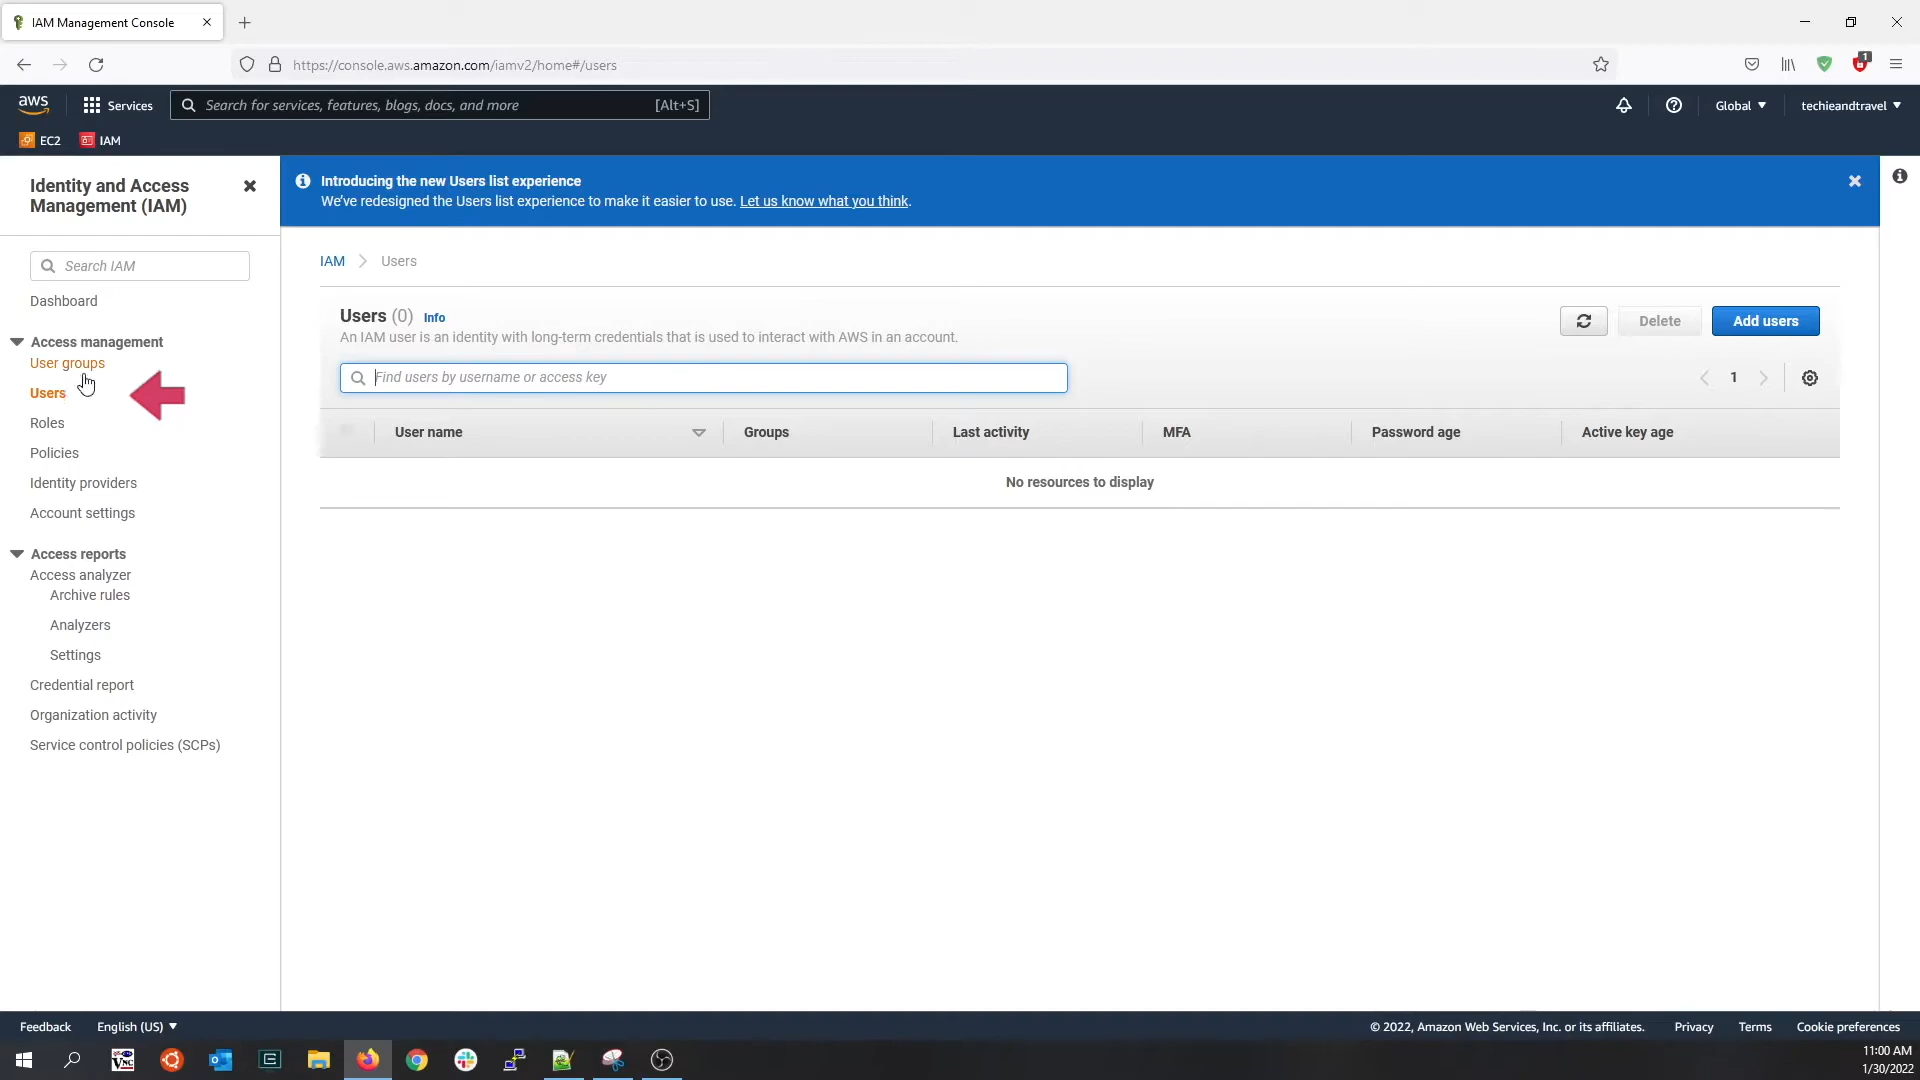 IAM Management Console
https://console.aws.amazon.com/iamv2/home#/users
1
aws
Services
Search for services, features, blogs, docs, and more
[Alt+S]
Global
techieandtravel
EC2
IAM
Identity and Access
Management (IAM)
Search IAM
Dashboard
Access management
User groups
Users
Roles
Policies
Identity providers
Account settings
Access reports
Access analyzer
Archive rules
Analyzers
Settings
Credential report
Organization activity
Service control policies (SCPs)
Introducing the new Users list experience
We've redesigned the Users list experience to make it easier to use. Let us know what you think.
IAM
Users
Users (0) Info
An IAM user is an identity with long-term credentials that is used to interact with AWS in an account.
Delete
Add users
Find users by username or access key
1
User name
Groups
Last activity
MFA
Password age
Active key age
No resources to display
Feedback
English (US)
© 2022, Amazon Web Services, Inc. or its affiliates.
Privacy
Terms
Cookie preferences
11:00 AM
1/30/2022